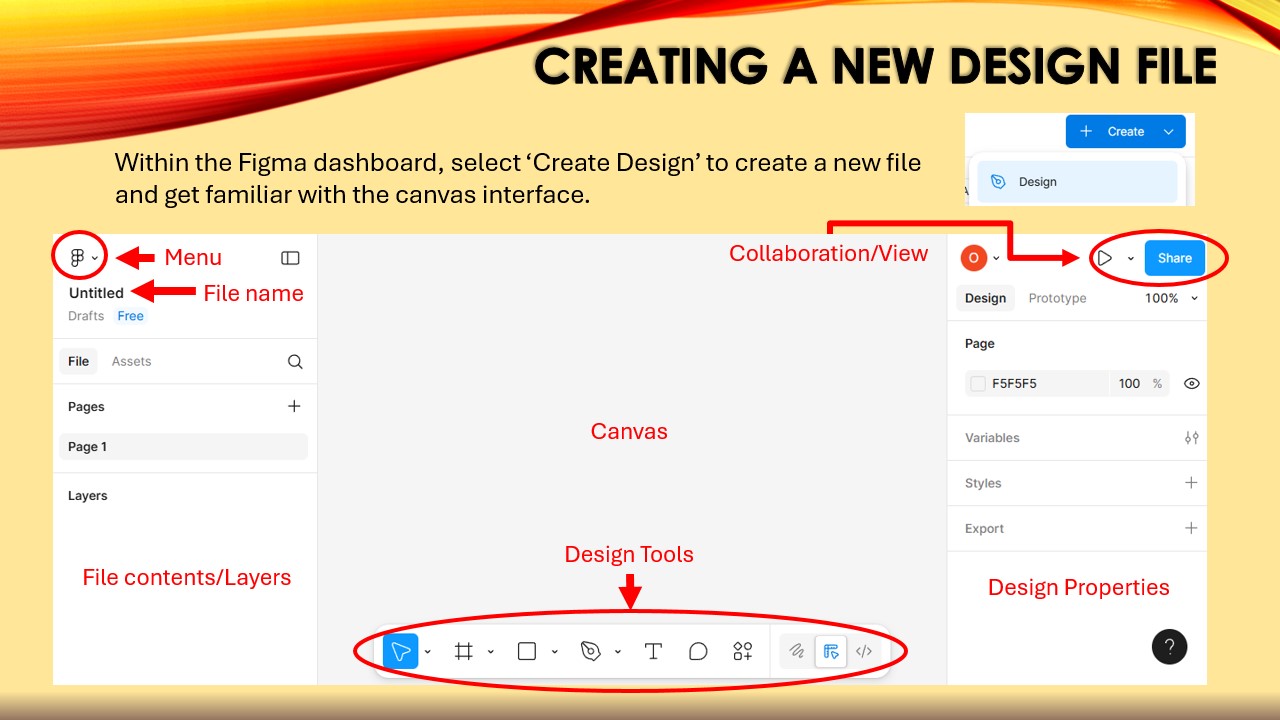 CREATING A NEW DESIGN FILE
Within the Figma dashboard, select ‘Create Design’ to create a new file
and get familiar with the canvas interface.
Create
Design
Menu
File name
Untitled
Drafts Free
File Assets
Pages
Page 1
Layers
File contents/Layers
Collaboration/View
Canvas
Design Tools
O
Share
Design Prototype 100%
Page
F5F5F5 100 %
Variables
Styles
Export
Design Properties
?